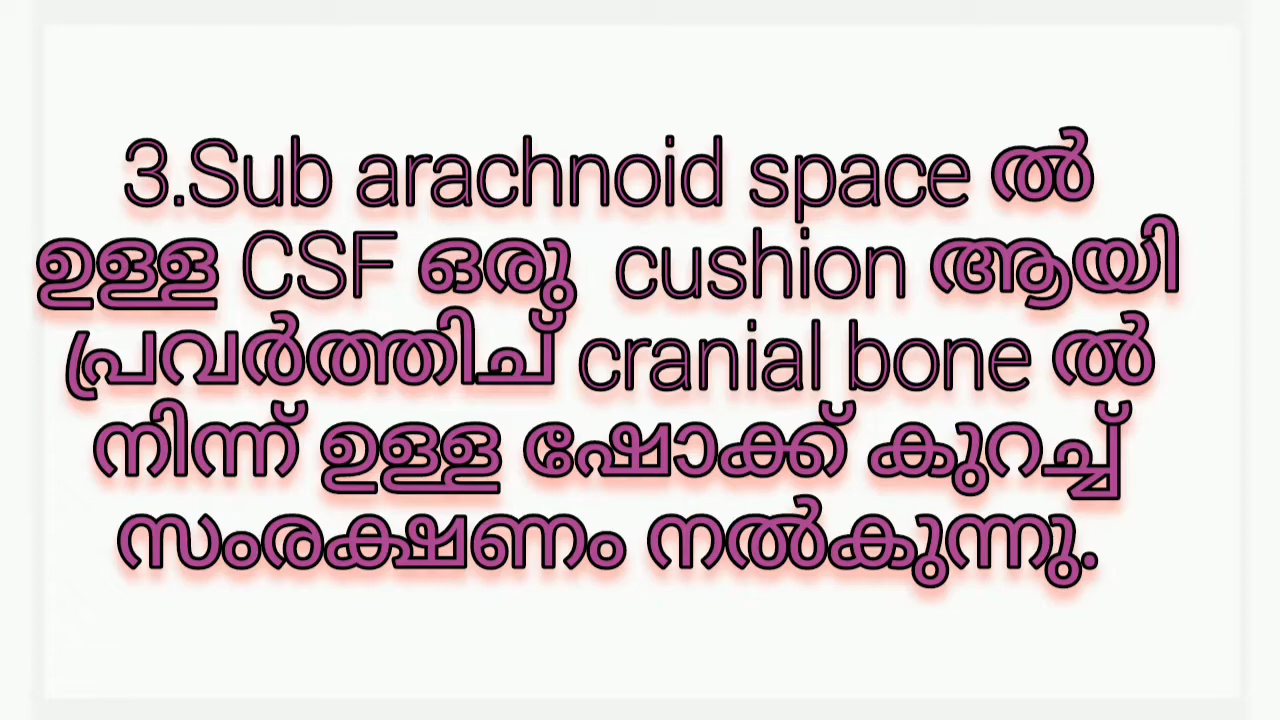 3.Sub arachnoid space ൽ
ഉള്ള CSF ഒരു cushion ആയി
പ്രവർത്തിച് cranial bone ൽ
നിന്ന് ഉള്ള ഷോക്ക് കുറച്ച്
സംരക്ഷണം നൽകുന്നു.